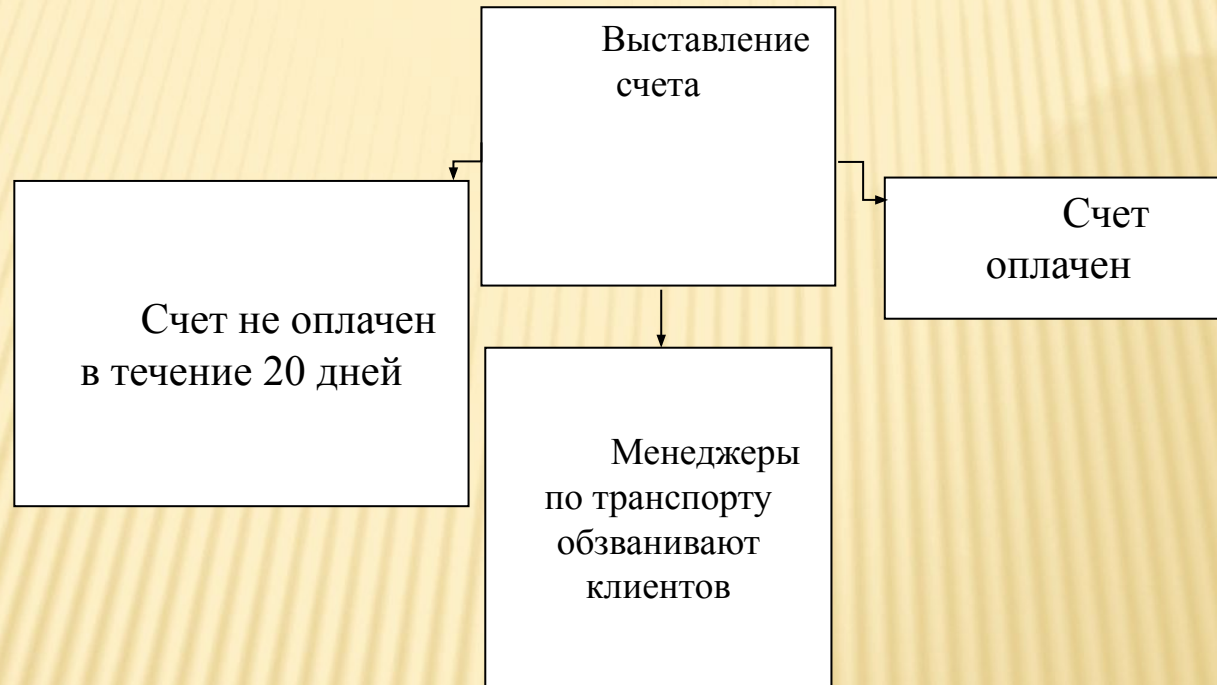 Выставление
счета
Счет не оплачен
в течение 20 дней
Счет
оплачен
Менеджеры
по транспорту
обзванивают
клиентов